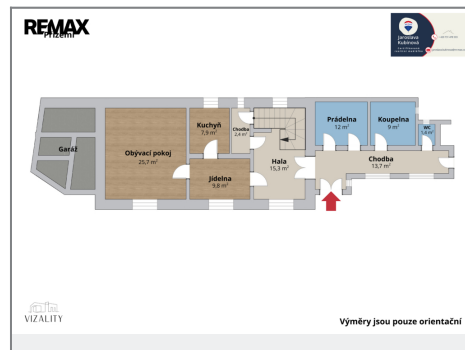 RE/MAX
Přízemí
Jaroslava
Kubínová
Kuchyň
7,9 m²
Chodba
2,4 m²
Prádelna
12 m²
Koupelna
9 m²
WC
Garáž
Obývací pokoj
25,7 m²
Jídelna
9,8 m²
Hala
15,3 m²
Chodba
13,7 m²
VIZALITY
Výměry jsou pouze orientační